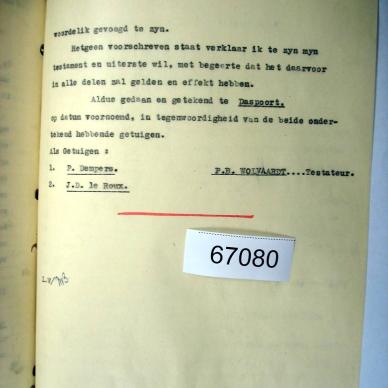 woordelik gevoegd te zyn.
Hetgeen voorschreven staat verklaar ik te zyn myn
testament en uiterste wil, met begeerte dat het daarvoor
in alle delen zal gelden en effekt hebben.
Aldus gedaan en getekend te Daspoort,
op datum voornoemd, in tegenwoordigheid van de beide onder-
tekend hebbende getuigen.
Als Getuigen :
1. P. Dempers. P.B. WOLVAARDT....Testateur.
2. J.D. le Roux.
67080